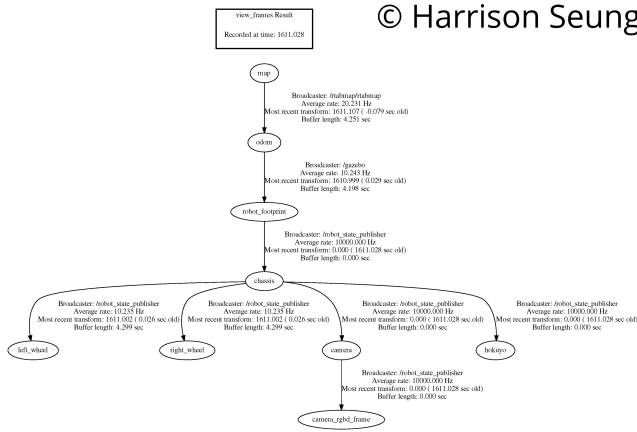 view_frames Result
Recorded at time: 1611.028
© Harrison Seung
map
Broadcaster: /rtabmap/rtabmap
Average rate: 20.231 Hz
Most recent transform: 1611.107 ( -0.079 sec old)
Buffer length: 4.251 sec
odom
Broadcaster: /gazebo
Average rate: 10.243 Hz
Most recent transform: 1610.999 ( 0.029 sec old)
Buffer length: 4.198 sec
robot_footprint
Broadcaster: /robot_state_publisher
Average rate: 10000.000 Hz
Most recent transform: 0.000 ( 1611.028 sec old)
Buffer length: 0.000 sec
chassis
Broadcaster: /robot_state_publisher
Average rate: 10.235 Hz
Most recent transform: 1611.002 ( 0.026 sec old)
Buffer length: 4.299 sec
left_wheel
Broadcaster: /robot_state_publisher
Average rate: 10.235 Hz
Most recent transform: 1611.002 ( 0.026 sec old)
Buffer length: 4.299 sec
right_wheel
Broadcaster: /robot_state_publisher
Average rate: 10000.000 Hz
Most recent transform: 0.000 ( 1611.028 sec old)
Buffer length: 0.000 sec
camera
Broadcaster: /robot_state_publisher
Average rate: 10000.000 Hz
Most recent transform: 0.000 ( 1611.028 sec old)
Buffer length: 0.000 sec
hokuyo
Broadcaster: /robot_state_publisher
Average rate: 10000.000 Hz
Most recent transform: 0.000 ( 1611.028 sec old)
Buffer length: 0.000 sec
camera_rgbd_frame